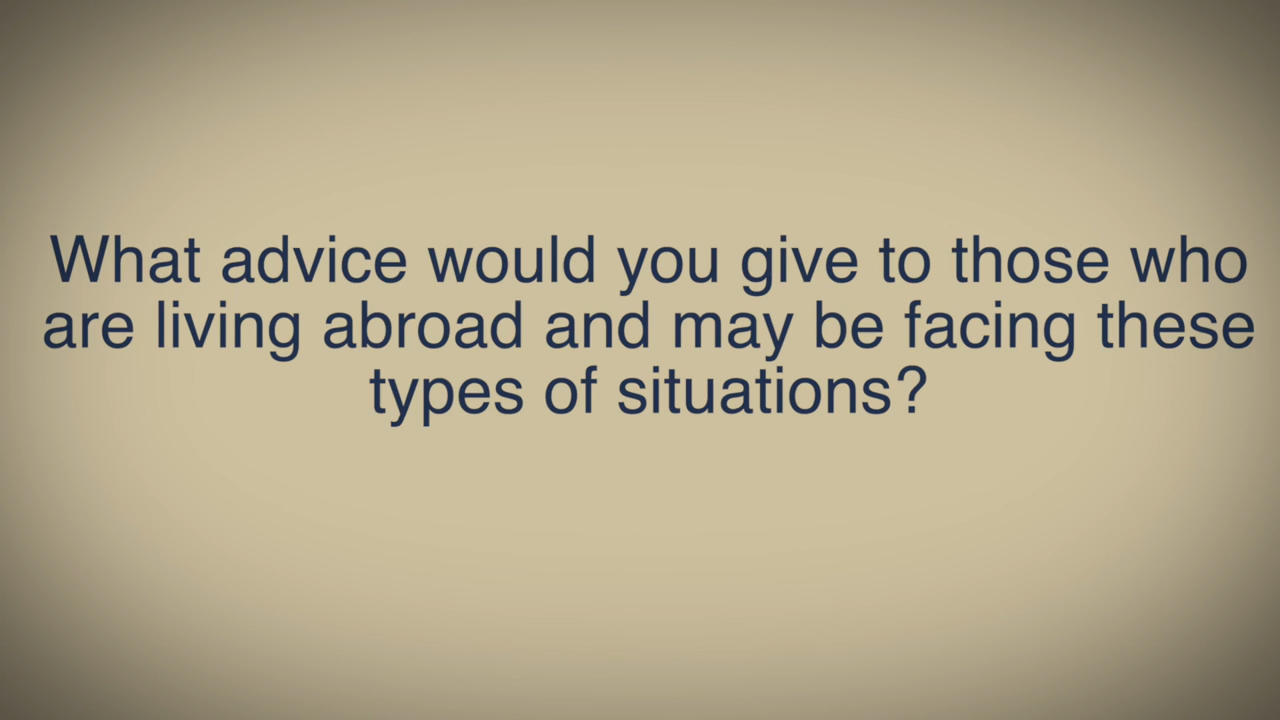 What advice would you give to those who
are living abroad and may be facing these
types of situations?